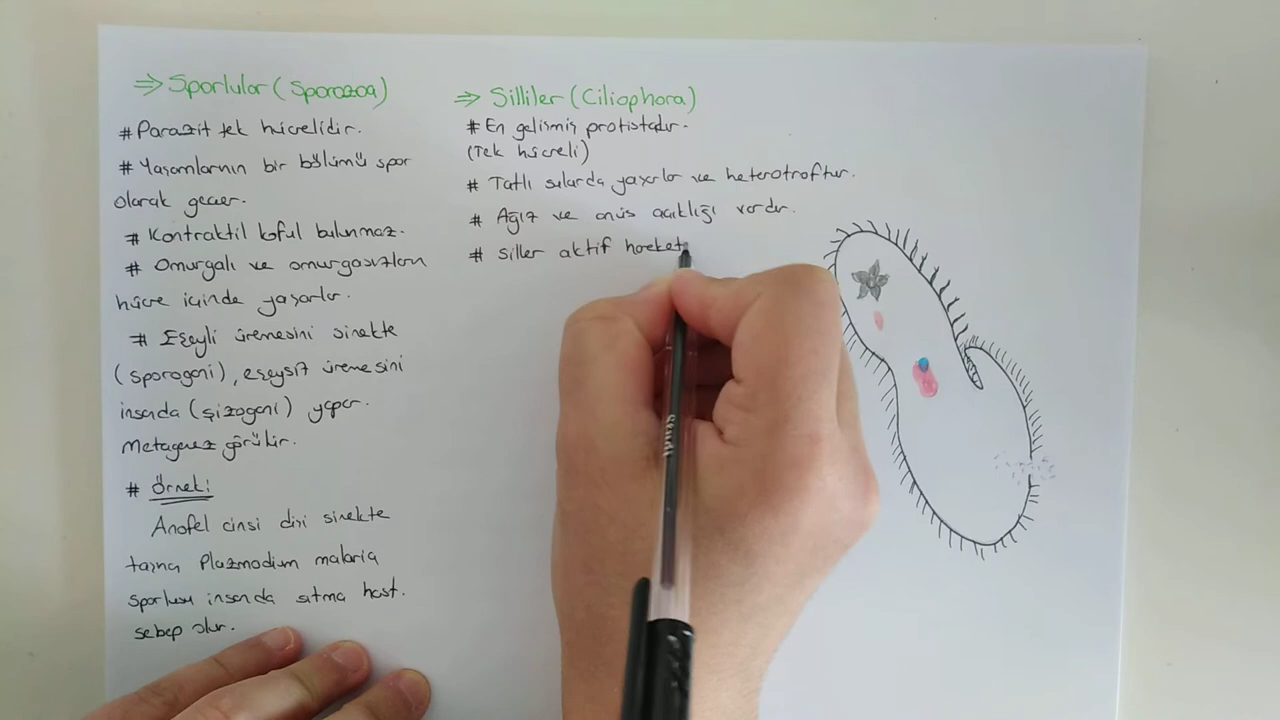 ⇒ Sporlular (Sporozoa)
# Parazit tek hücrelidir.
# Yaşamlarının bir bölümü spor
olarak geçer.
# Kontraktil koful bulunmaz.
# Omurgalı ve omurgasızların
hücre içinde yaşarlar.
# Eşeyli üremesini sinekte
(sporogoni), eşeysiz üremesini
insanda (şizogoni) yapar.
Metagenez görülür.
# Örnek:
Anofel cinsi dişi sinekte
taşınan Plazmodium malaria
sporlusu insanda sıtma hast.
sebep olur.
⇒ Silliler (Ciliophora)
# En gelişmiş protistadır.
(Tek hücreli)
# Tatlı sularda yaşarlar ve heterotroftur.
# Ağız ve anüs açıklığı vardır.
# Siller aktif hareket